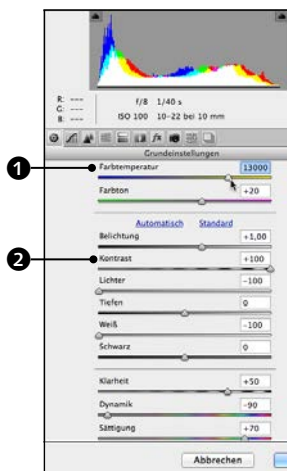 R: ---
G: ---
B: ---
f/8 1/40 s
ISO 100 10-22 bei 10 mm
Grundeinstellungen
1 Farbtemperatur 13000
Farbton +20
Automatisch Standard
Belichtung +1,00
2 Kontrast +100
Lichter -100
Tiefen 0
Weiß -100
Schwarz 0
Klarheit +50
Dynamik -90
Sättigung +70
Abbrechen